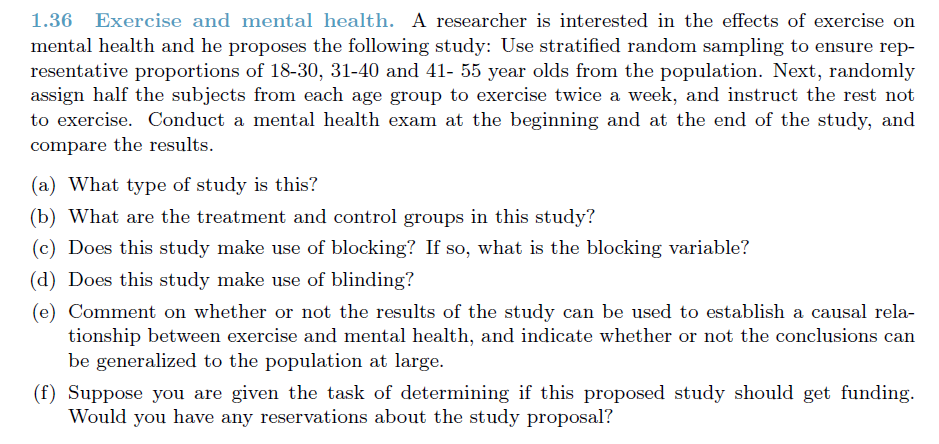 1.36 Exercise and mental health. A researcher is interested in the effects of exercise on
mental health and he proposes the following study: Use stratified random sampling to ensure rep-
resentative proportions of 18-30, 31-40 and 41- 55 year olds from the population. Next, randomly
assign half the subjects from each age group to exercise twice a week, and instruct the rest not
to exercise. Conduct a mental health exam at the beginning and at the end of the study, and
compare the results.
(a) What type of study is this?
(b) What are the treatment and control groups in this study?
(c) Does this study make use of blocking? If so, what is the blocking variable?
(d) Does this study make use of blinding?
(e) Comment on whether or not the results of the study can be used to establish a causal rela-
tionship between exercise and mental health, and indicate whether or not the conclusions can
be generalized to the population at large.
(f) Suppose you are given the task of determining if this proposed study should get funding.
Would you have any reservations about the study proposal?